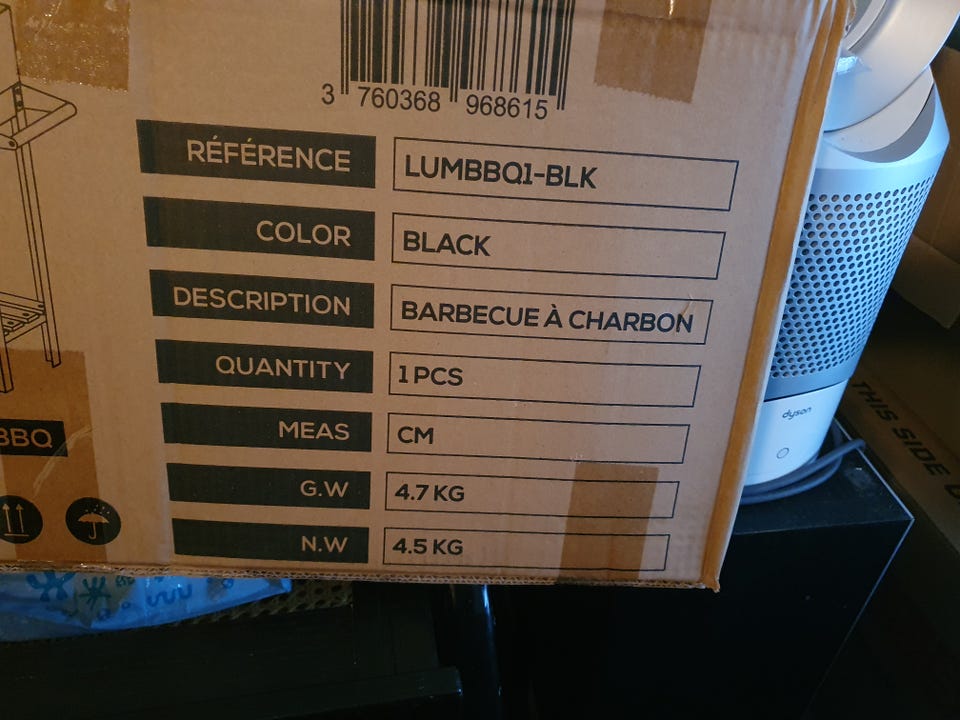 3 760368 968615
RÉFÉRENCE LUMBBQ1-BLK
COLOR BLACK
DESCRIPTION BARBECUE À CHARBON
QUANTITY 1 PCS
MEAS CM
G.W 4.7 KG
N.W 4.5 KG
BBQ
dyson
THIS SIDE